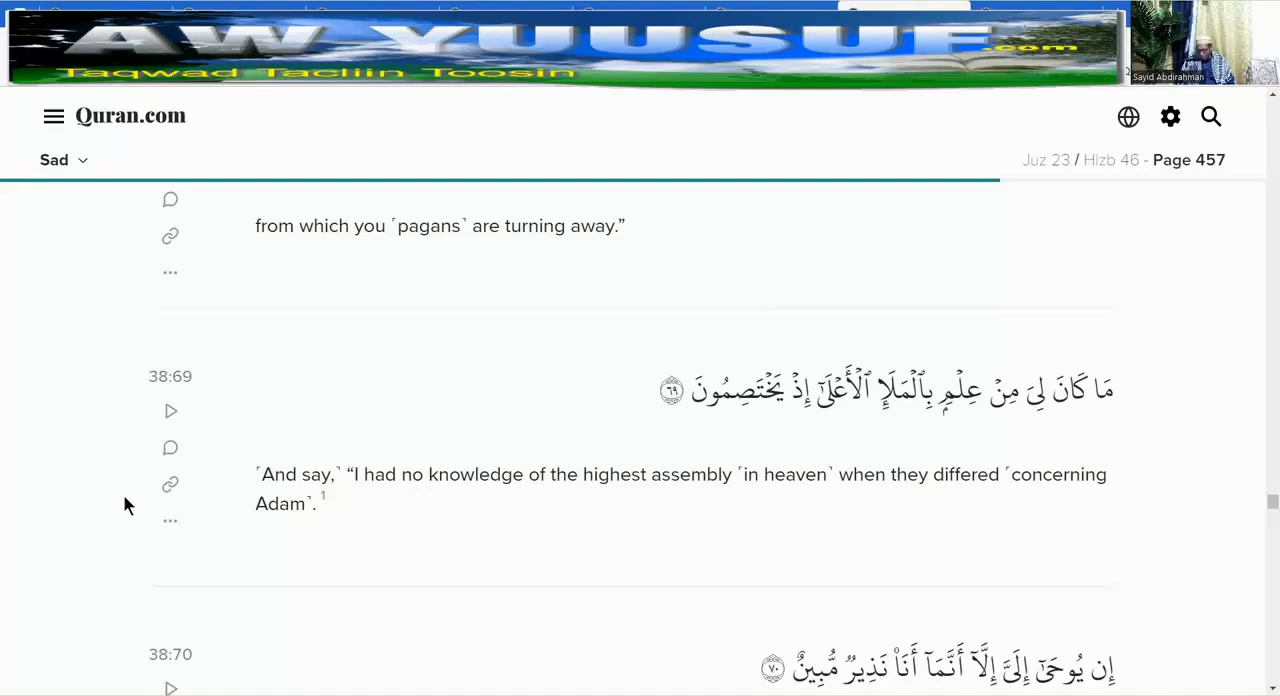 AW YUUSUF.com
Taqwad Tacliin Toosin
Sayid Abdirahman
Quran.com
Sad
Juz 23 / Hizb 46 - Page 457
from which you ˹pagans˺ are turning away.”
38:69
مَا كَانَ لِىَ مِنْ عِلْمٍۭ بِٱلْمَلَإِ ٱلْأَعْلَىٰٓ إِذْ يَخْتَصِمُونَ ٦٩
˹And say,˺ “I had no knowledge of the highest assembly ˹in heaven˺ when they differed ˹concerning
Adam˺. 1
38:70
إِن يُوحَىٰٓ إِلَىَّ إِلَّآ أَنَّمَآ أَنَا۠ نَذِيرٌ مُّبِينٌ ٧٠